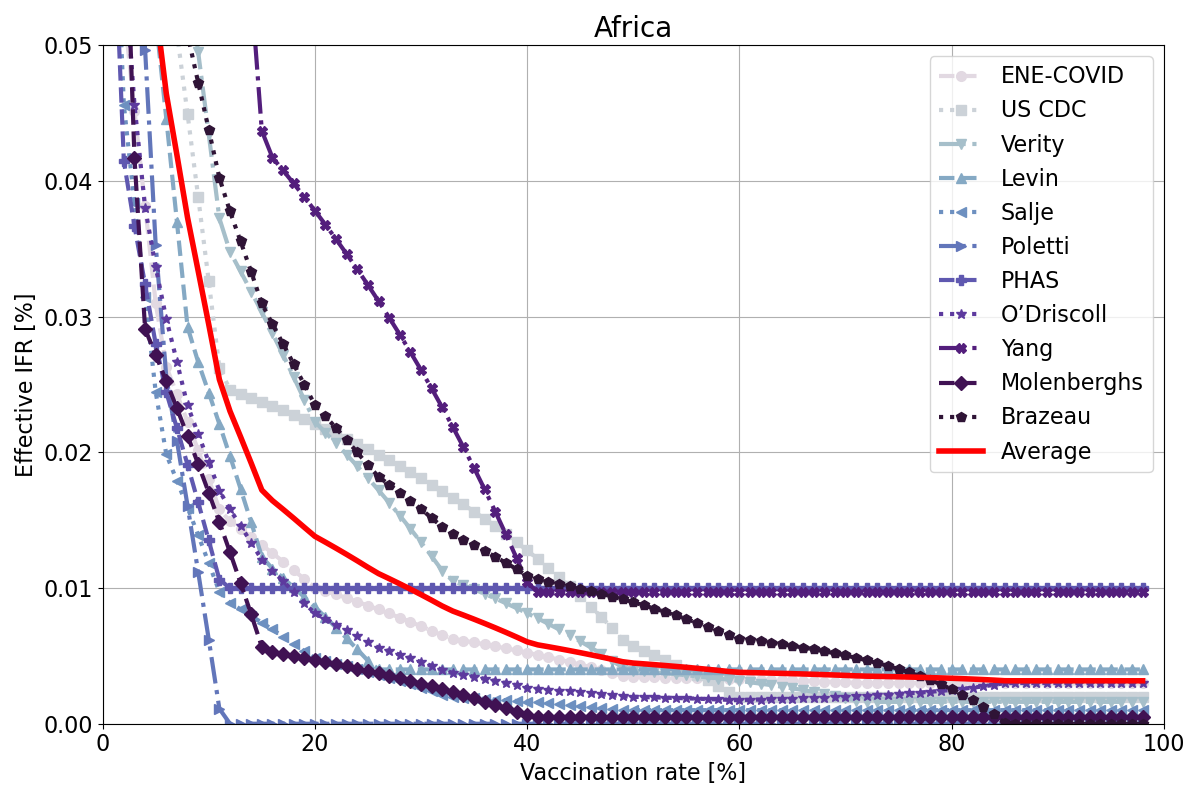 Africa
Effective IFR [%]
0.05
0.04
0.03
0.02
0.01
0.00
0 20 40 60 80 100
Vaccination rate [%]
ENE-COVID
US CDC
Verity
Levin
Salje
Poletti
PHAS
O’Driscoll
Yang
Molenberghs
Brazeau
Average